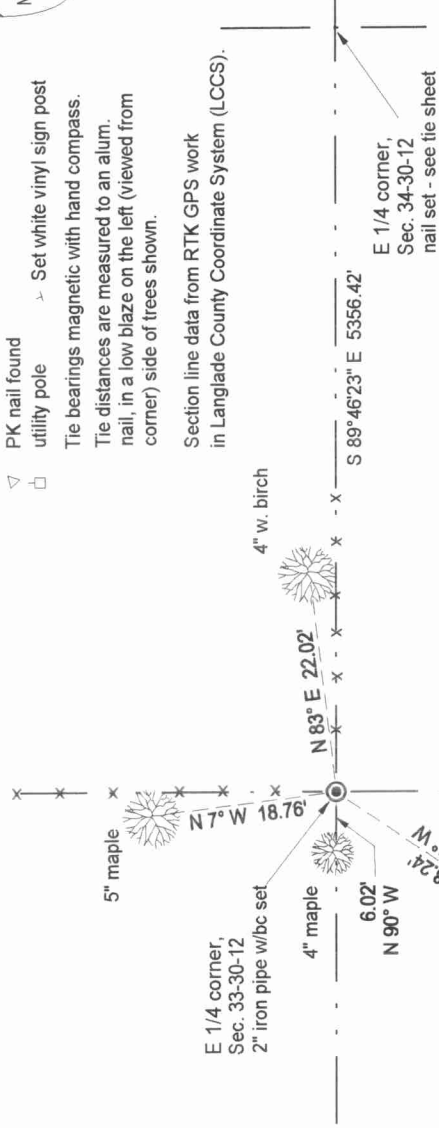 PK nail found
utility pole
Set white vinyl sign post
Tie bearings magnetic with hand compass.
Tie distances are measured to an alum.
nail, in a low blaze on the left (viewed from
corner) side of trees shown.
Section line data from RTK GPS work
in Langlade County Coordinate System (LCCS).
5" maple
N 7° W 18.76'
4" w. birch
N 83° E 22.02'
E 1/4 corner,
Sec. 33-30-12
2" iron pipe w/bc set
4" maple
6.02'
N 90° W
.24'
° W
S 89°46'23" E 5356.42'
E 1/4 corner,
Sec. 34-30-12
nail set - see tie sheet